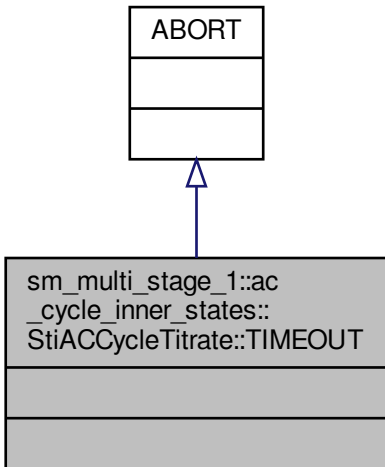 ABORT
sm_multi_stage_1::ac
_cycle_inner_states::
StiACCycleTitrate::TIMEOUT